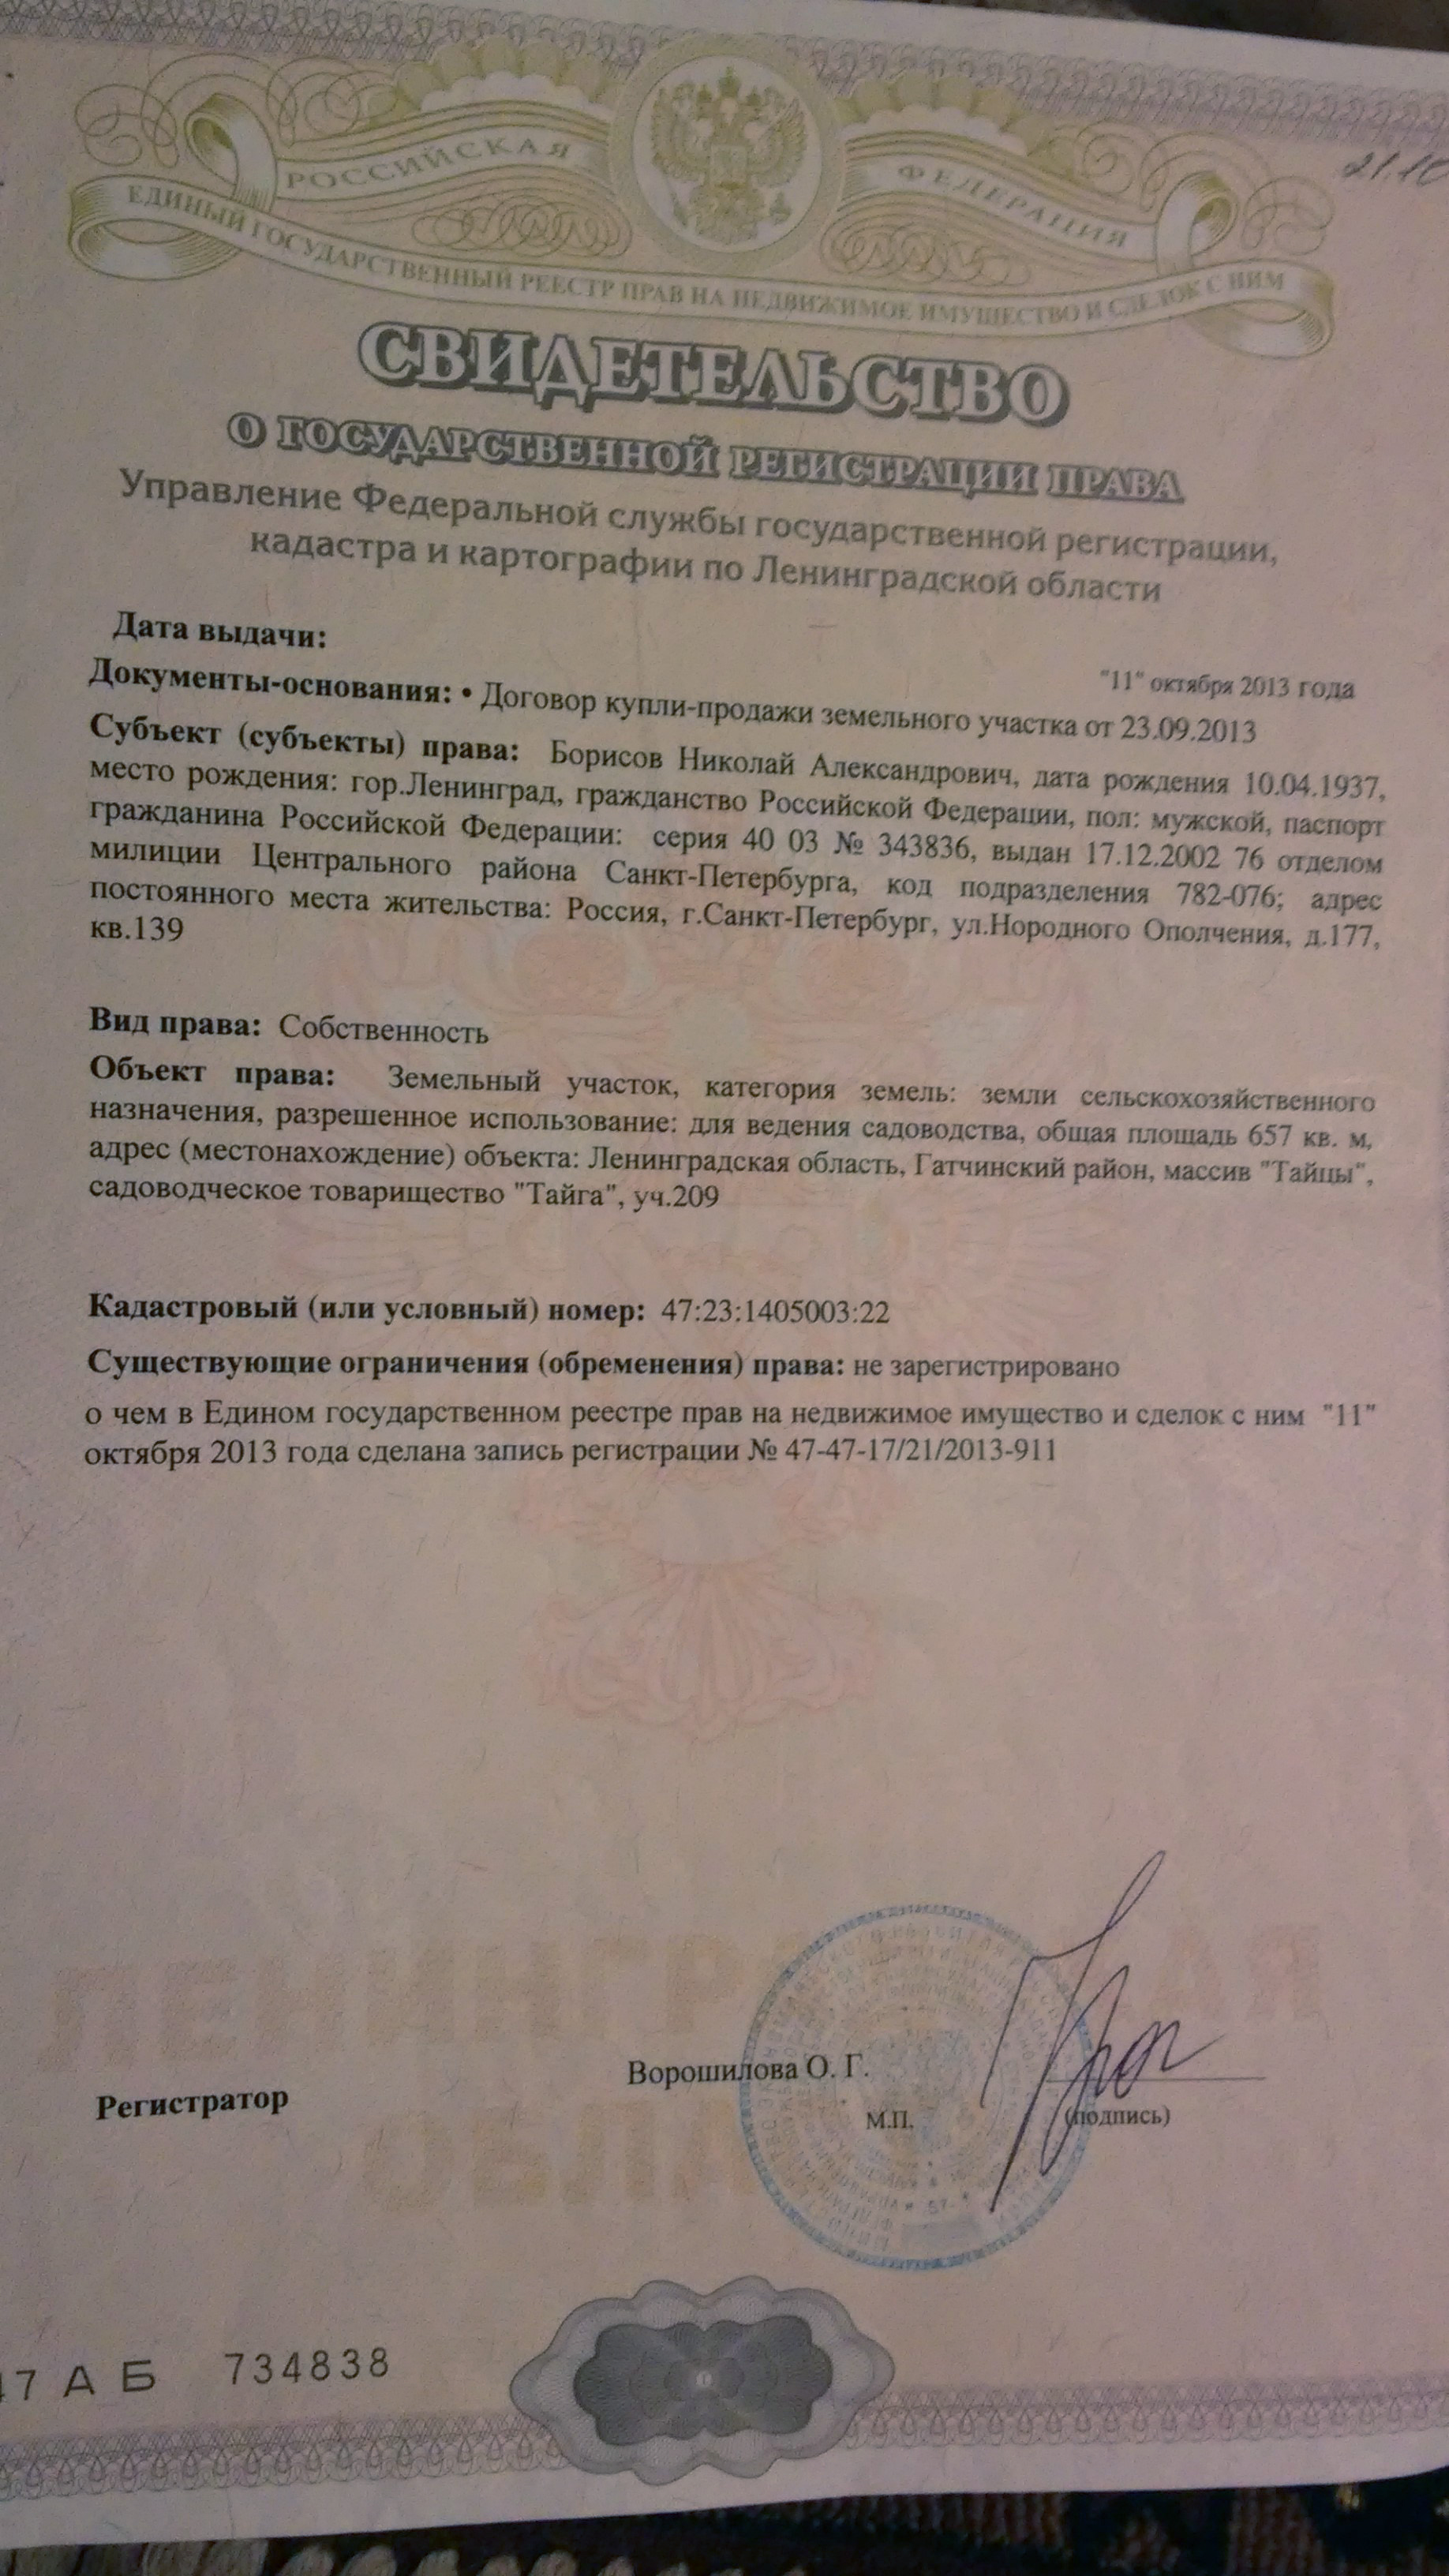 21.10
РОССИЙСКАЯ ФЕДЕРАЦИЯ
ЕДИНЫЙ ГОСУДАРСТВЕННЫЙ РЕЕСТР ПРАВ НА НЕДВИЖИМОЕ ИМУЩЕСТВО И СДЕЛОК С НИМ
СВИДЕТЕЛЬСТВО
О ГОСУДАРСТВЕННОЙ РЕГИСТРАЦИИ ПРАВА
Управление Федеральной службы государственной регистрации,
кадастра и картографии по Ленинградской области
Дата выдачи:
"11" октября 2013 года
Документы-основания: • Договор купли-продажи земельного участка от 23.09.2013
Субъект (субъекты) права: Борисов Николай Александрович, дата рождения 10.04.1937,
место рождения: гор.Ленинград, гражданство Российской Федерации, пол: мужской, паспорт
гражданина Российской Федерации: серия 40 03 № 343836, выдан 17.12.2002 76 отделом
милиции Центрального района Санкт-Петербурга, код подразделения 782-076; адрес
постоянного места жительства: Россия, г.Санкт-Петербург, ул.Нородного Ополчения, д.177,
кв.139
Вид права: Собственность
Объект права: Земельный участок, категория земель: земли сельскохозяйственного
назначения, разрешенное использование: для ведения садоводства, общая площадь 657 кв. м,
адрес (местонахождение) объекта: Ленинградская область, Гатчинский район, массив "Тайцы",
садоводческое товарищество "Тайга", уч.209
Кадастровый (или условный) номер: 47:23:1405003:22
Существующие ограничения (обременения) права: не зарегистрировано
о чем в Едином государственном реестре прав на недвижимое имущество и сделок с ним "11"
октября 2013 года сделана запись регистрации № 47-47-17/21/2013-911
Регистратор
Ворошилова О. Г.
М.П.
(подпись)
47 АБ 734838